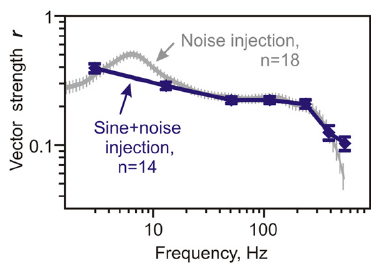 1
Noise injection,
n=18
Vector strength r
Sine+noise
injection,
n=14
0.1
10
100
Frequency, Hz